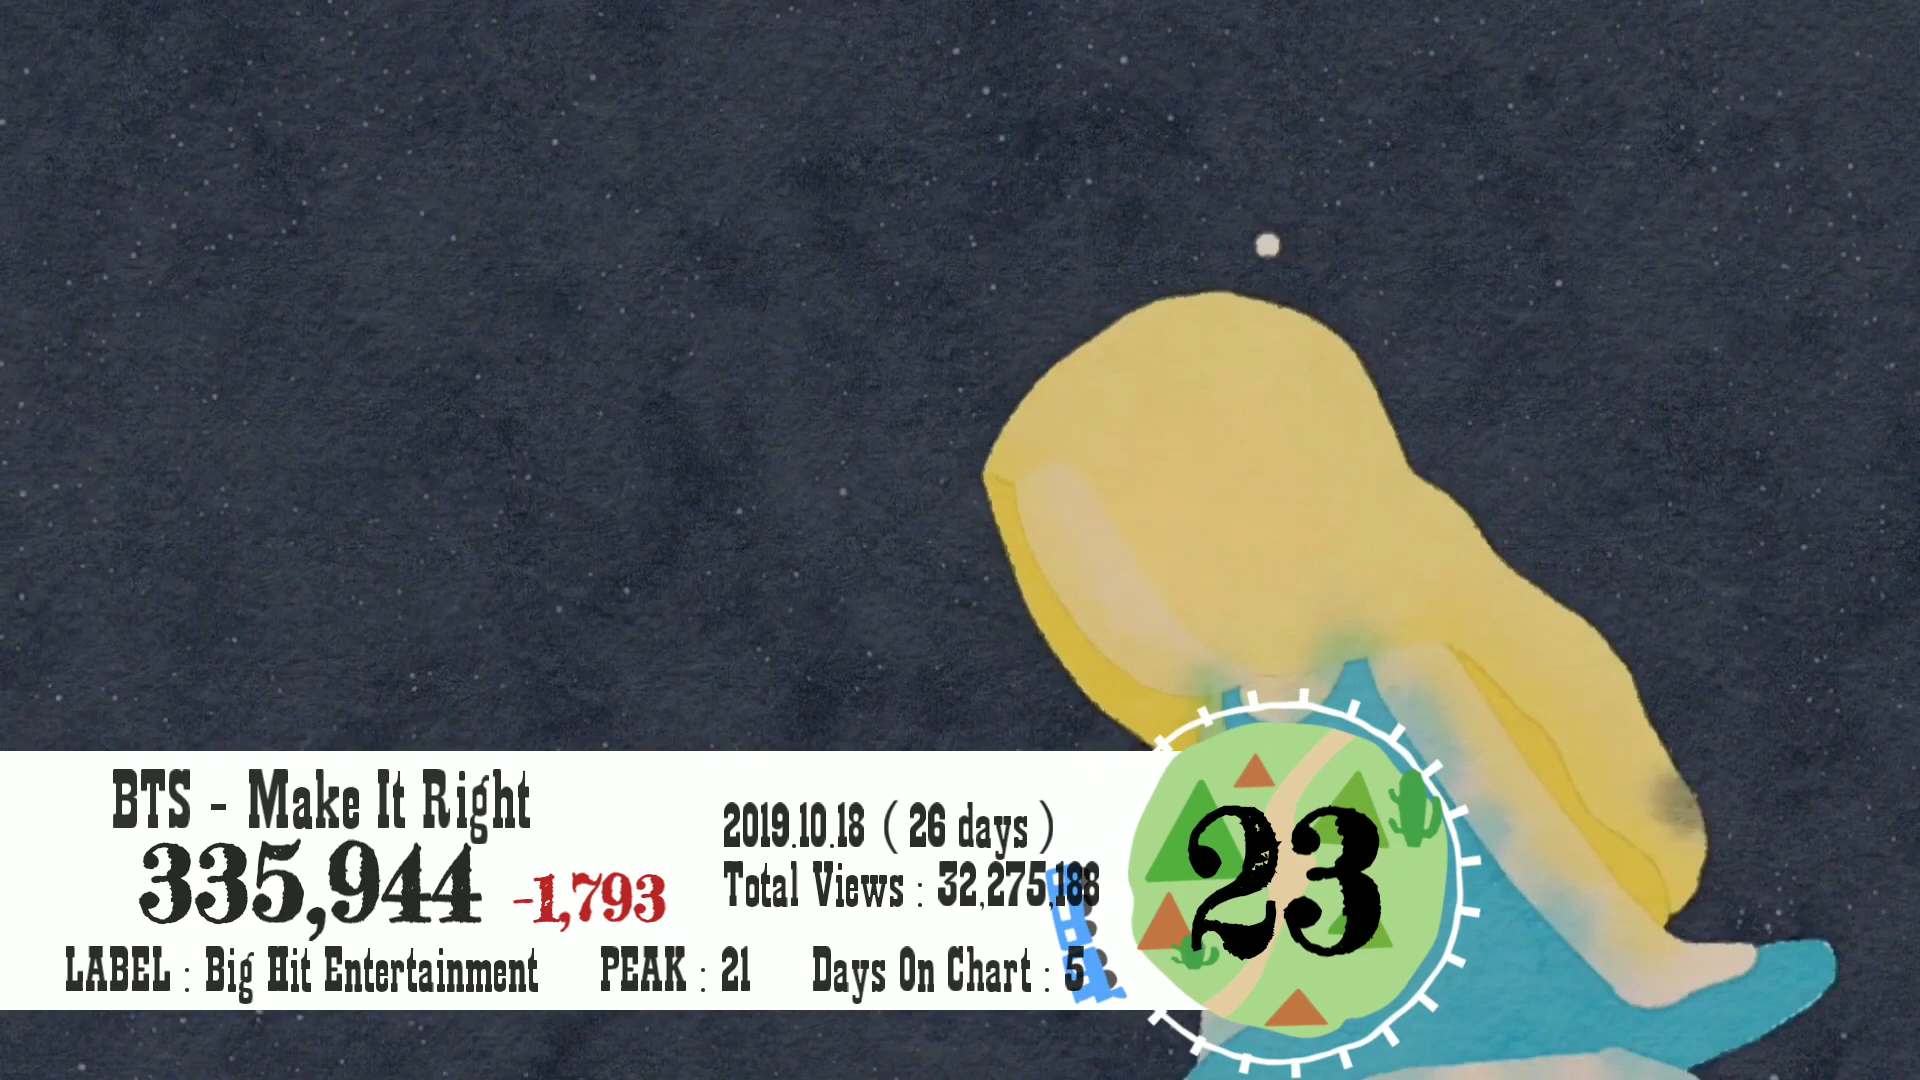 BTS - Make It Right
335,944 -1,793
2019.10.18 ( 26 days )
Total Views : 32,275,188
LABEL : Big Hit Entertainment PEAK : 21 Days On Chart : 5
23